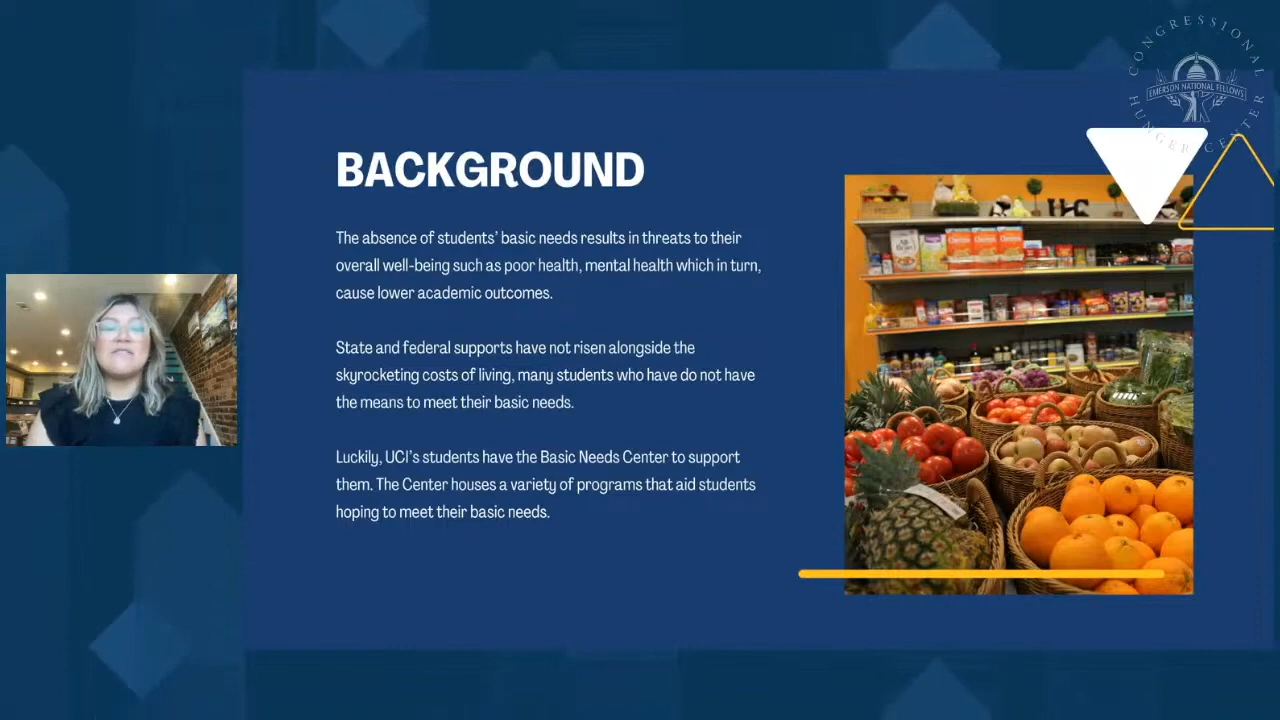 CONGRESSIONAL
HUNGER CENTER
EMERSON NATIONAL FELLOWS
BACKGROUND
The absence of students' basic needs results in threats to their
overall well-being such as poor health, mental health which in turn,
cause lower academic outcomes.
State and federal supports have not risen alongside the
skyrocketing costs of living, many students who have do not have
the means to meet their basic needs.
Luckily, UCI's students have the Basic Needs Center to support
them. The Center houses a variety of programs that aid students
hoping to meet their basic needs.
Cheerios
Cheerios
Cheerios